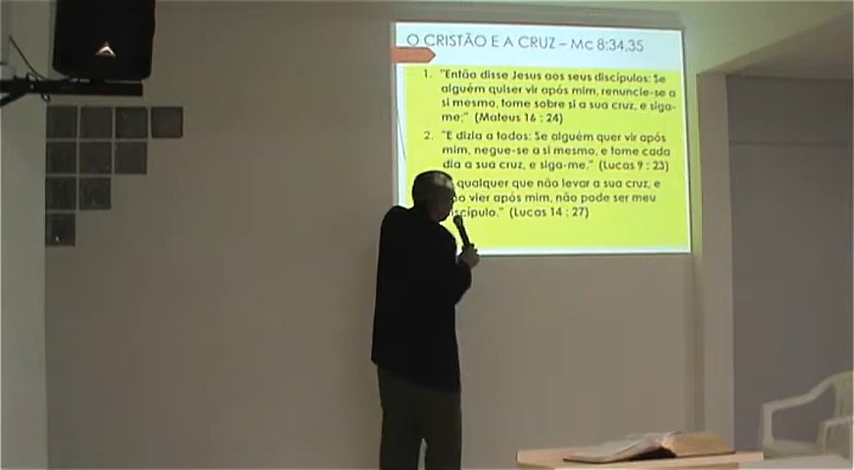 O CRISTÃO E A CRUZ – Mc 8:34,35
1. "Então disse Jesus aos seus discípulos: Se
alguém quiser vir após mim, renuncie-se a
si mesmo, tome sobre si a sua cruz, e siga-
me;" (Mateus 16 : 24)
2. "E dizia a todos: Se alguém quer vir após
mim, negue-se a si mesmo, e tome cada
dia a sua cruz, e siga-me." (Lucas 9 : 23)
qualquer que não levar a sua cruz, e
vier após mim, não pode ser meu
discípulo." (Lucas 14 : 27)